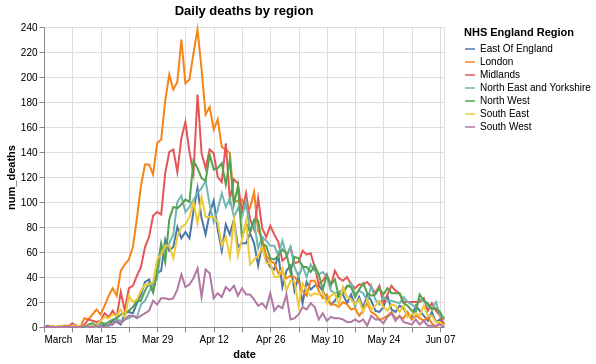 Daily deaths by region
240
220
200
180
160
140
120
100
80
60
40
20
0
num_deaths
March
Mar 15
Mar 29
Apr 12
Apr 26
May 10
May 24
Jun 07
date
NHS England Region
East Of England
London
Midlands
North East and Yorkshire
North West
South East
South West